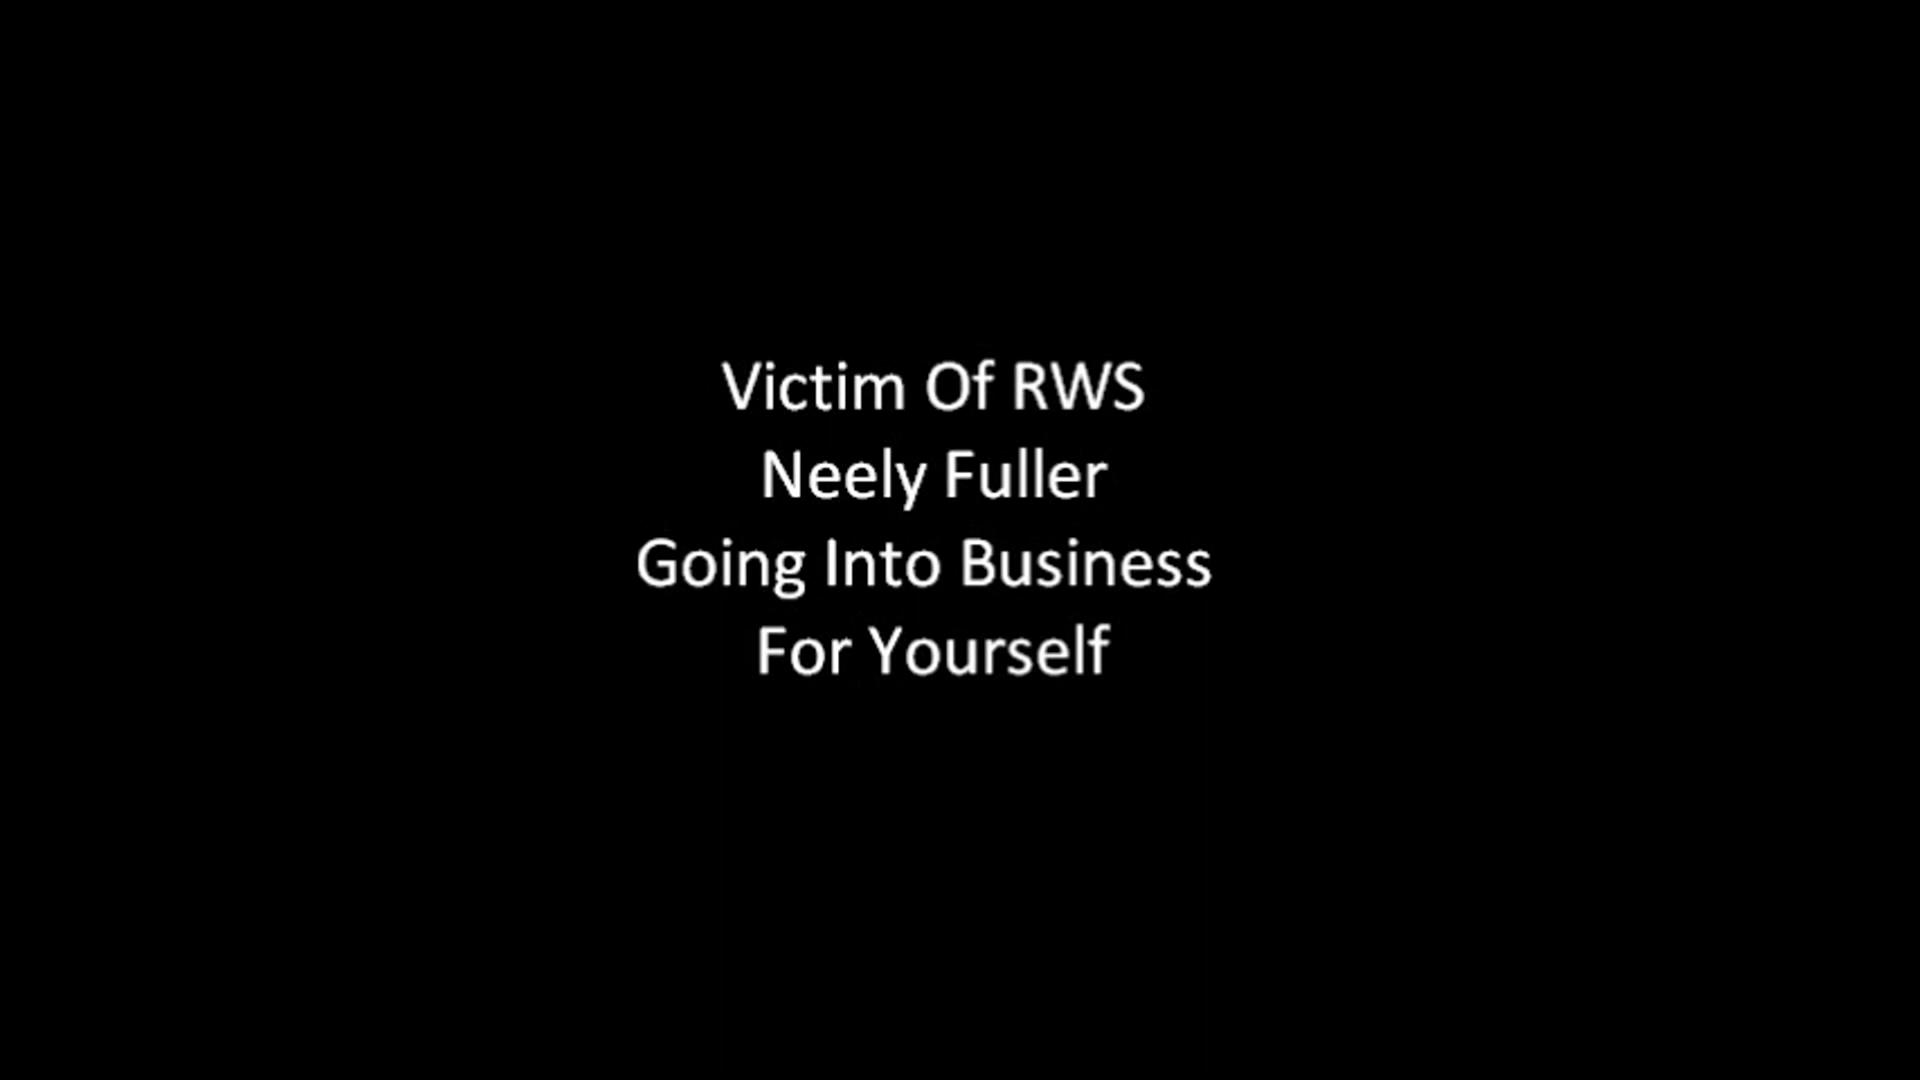 Victim Of RWS
Neely Fuller
Going Into Business
For Yourself